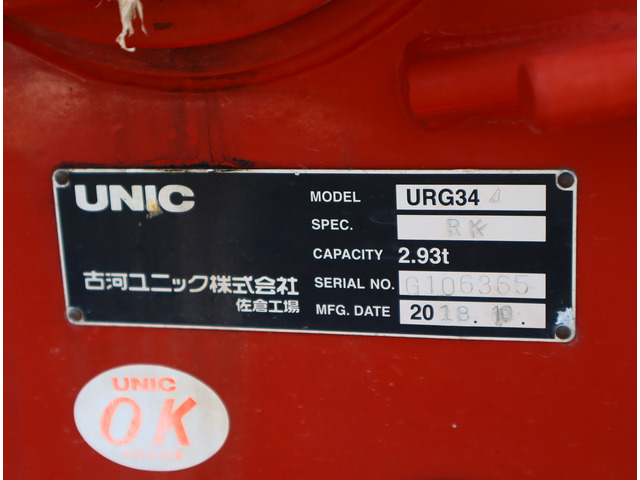 UNIC
MODEL URG34 4
SPEC. RK
CAPACITY 2.93t
SERIAL NO. G106365
MFG. DATE 2018. 10.
古河ユニック株式会社
佐倉工場
UNIC
OK